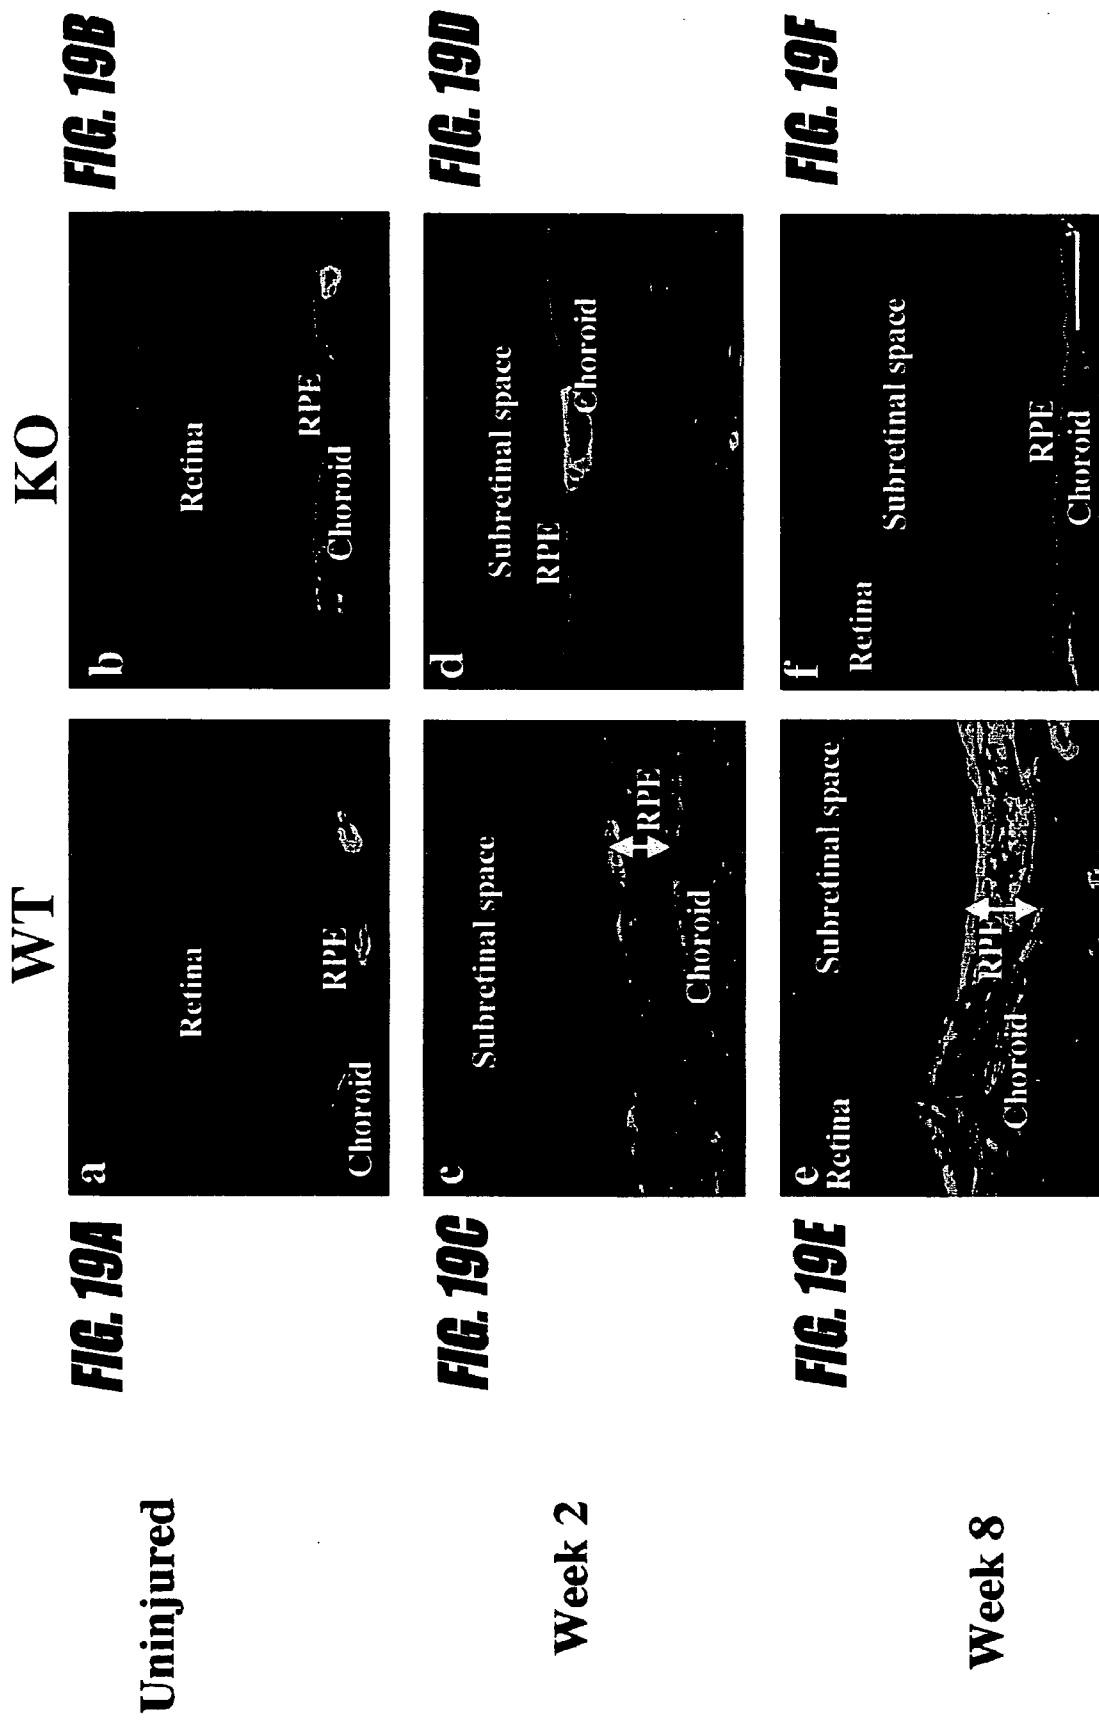 WT
KO
Uninjured
FIG. 19A
a
Retina
RPE
Choroid
FIG. 19B
b
Retina
RPE
Choroid
Week 2
FIG. 19C
c
Subretinal space
RPE
Choroid
FIG. 19D
d
Subretinal space
RPE
Choroid
Week 8
FIG. 19E
e
Retina
Subretinal space
RPE
Choroid
FIG. 19F
f
Retina
Subretinal space
RPE
Choroid